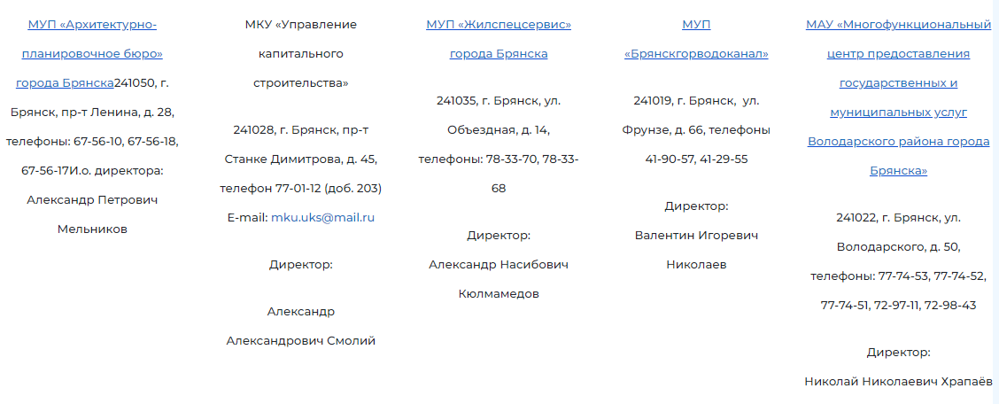 МУП «Архитектурно-
планировочное бюро»
города Брянска241050, г.
Брянск, пр-т Ленина, д. 28,
телефоны: 67-56-10, 67-56-18,
67-56-17И.о. директора:
Александр Петрович
Мельников
МКУ «Управление
капитального
строительства»
241028, г. Брянск, пр-т
Станке Димитрова, д. 45,
телефон 77-01-12 (доб. 203)
E-mail: mku.uks@mail.ru
Директор:
Александр
Александрович Смолий
МУП «Жилспецсервис»
города Брянска
241035, г. Брянск, ул.
Объездная, д. 14,
телефоны: 78-33-70, 78-33-
68
Директор:
Александр Насибович
Кюлмамедов
МУП
«Брянскгорводоканал»
241019, г. Брянск, ул.
Фрунзе, д. 66, телефоны
41-90-57, 41-29-55
Директор:
Валентин Игоревич
Николаев
МАУ «Многофункциональный
центр предоставления
государственных и
муниципальных услуг
Володарского района города
Брянска»
241022, г. Брянск, ул.
Володарского, д. 50,
телефоны: 77-74-53, 77-74-52,
77-74-51, 72-97-11, 72-98-43
Директор:
Николай Николаевич Храпаёв